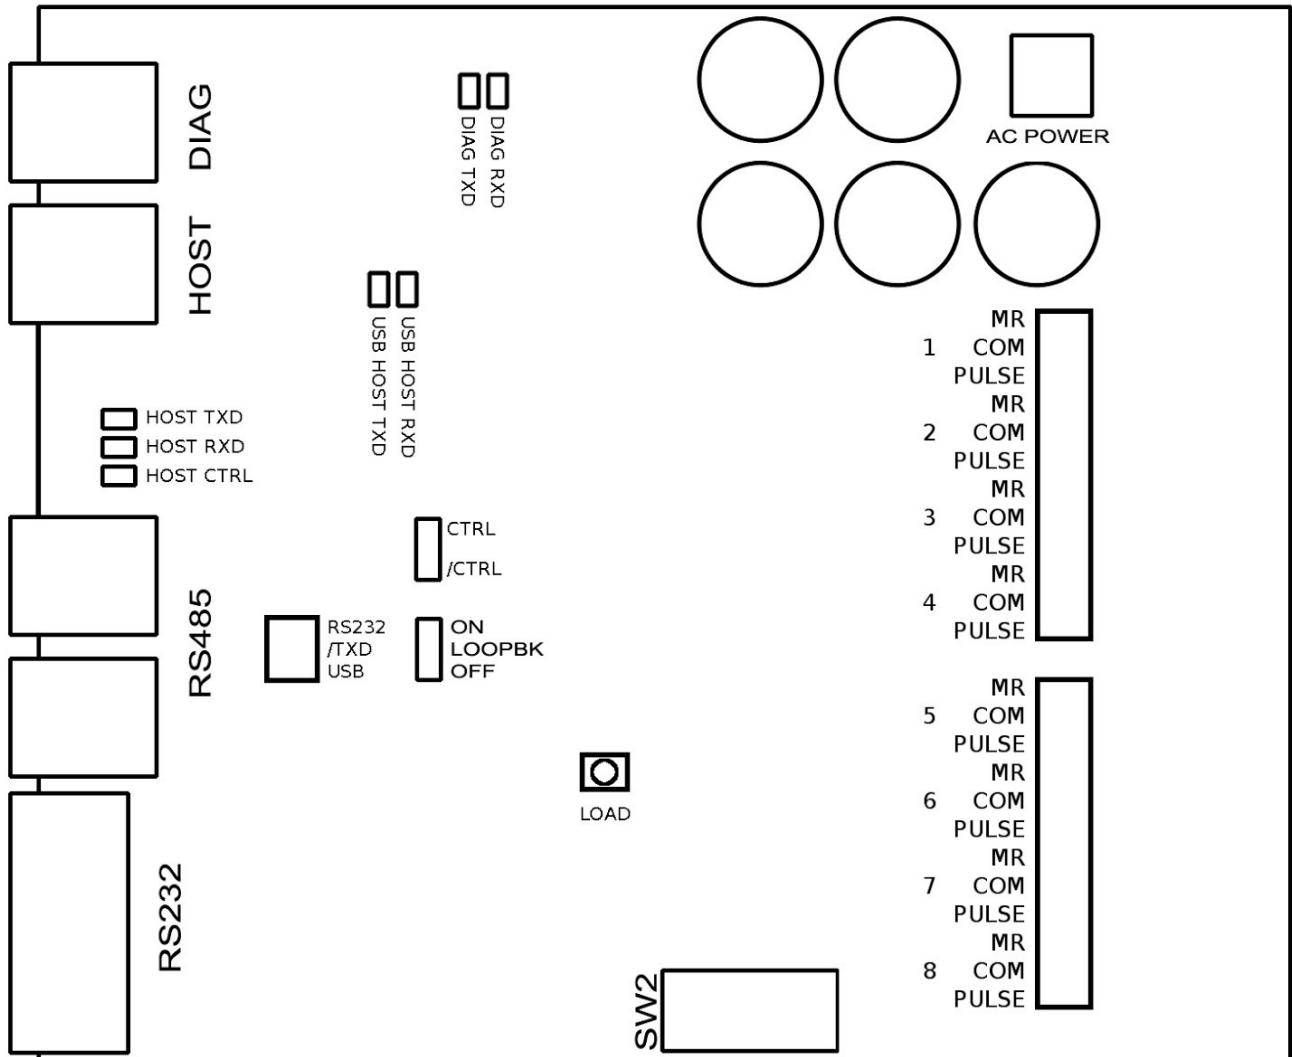 DIAG
HOST
DIAG TXD
DIAG RXD
AC POWER
USB HOST TXD
USB HOST RXD
HOST TXD
HOST RXD
HOST CTRL
CTRL
/CTRL
RS485
RS232
/TXD
USB
ON
LOOPBK
OFF
LOAD
RS232
SW2
MR
1 COM
PULSE
MR
2 COM
PULSE
MR
3 COM
PULSE
MR
4 COM
PULSE
MR
5 COM
PULSE
MR
6 COM
PULSE
MR
7 COM
PULSE
MR
8 COM
PULSE